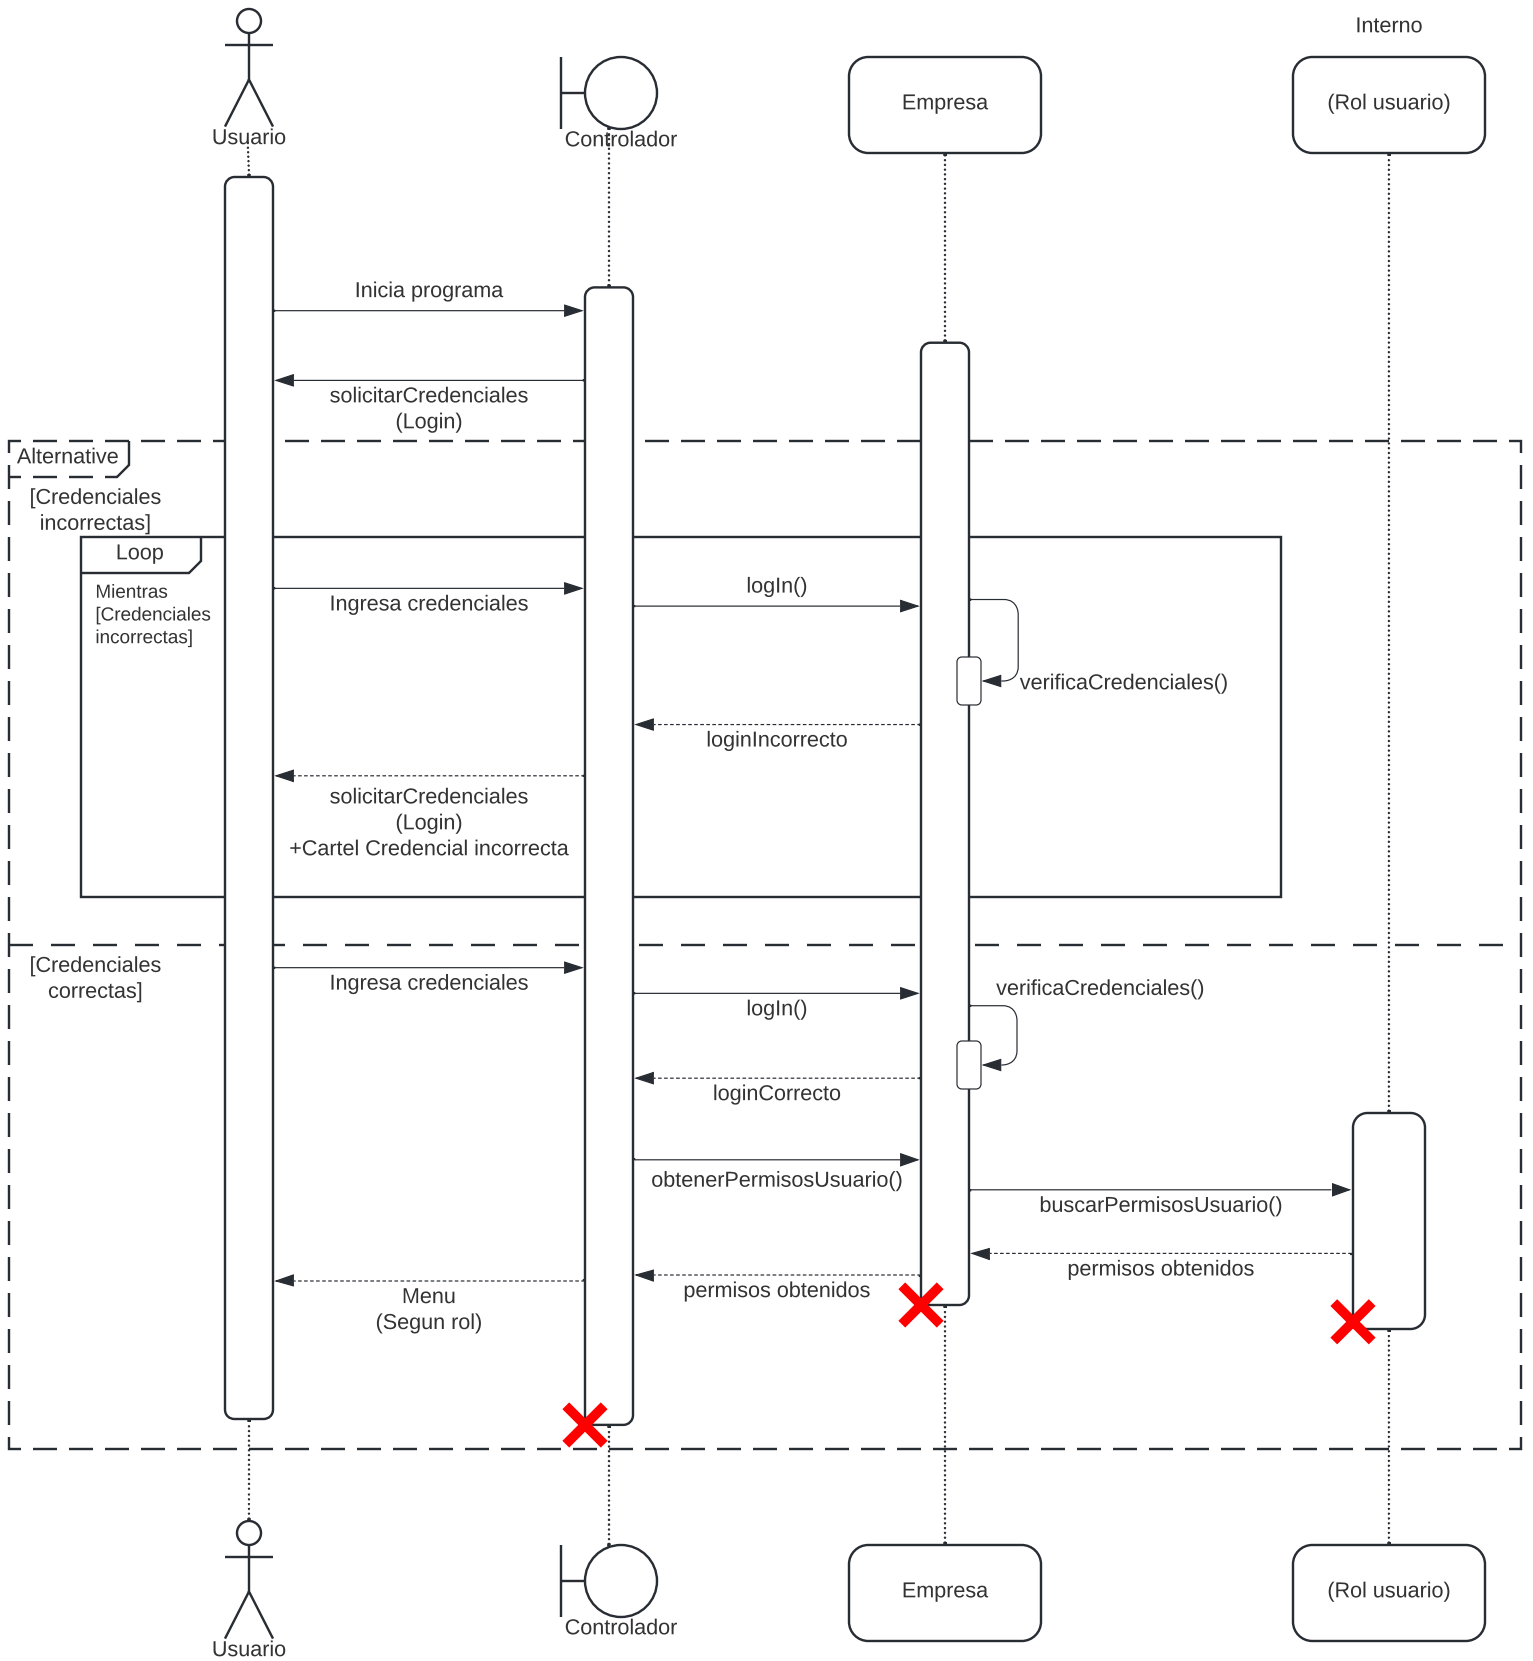 Interno
Usuario
Controlador
Empresa
(Rol usuario)
Inicia programa
solicitarCredenciales
(Login)
Alternative
[Credenciales
incorrectas]
Loop
Mientras
[Credenciales
incorrectas]
Ingresa credenciales
logIn()
verificaCredenciales()
loginIncorrecto
solicitarCredenciales
(Login)
+Cartel Credencial incorrecta
[Credenciales
correctas]
Ingresa credenciales
logIn()
verificaCredenciales()
loginCorrecto
obtenerPermisosUsuario()
buscarPermisosUsuario()
permisos obtenidos
permisos obtenidos
Menu
(Segun rol)
Usuario
Controlador
Empresa
(Rol usuario)